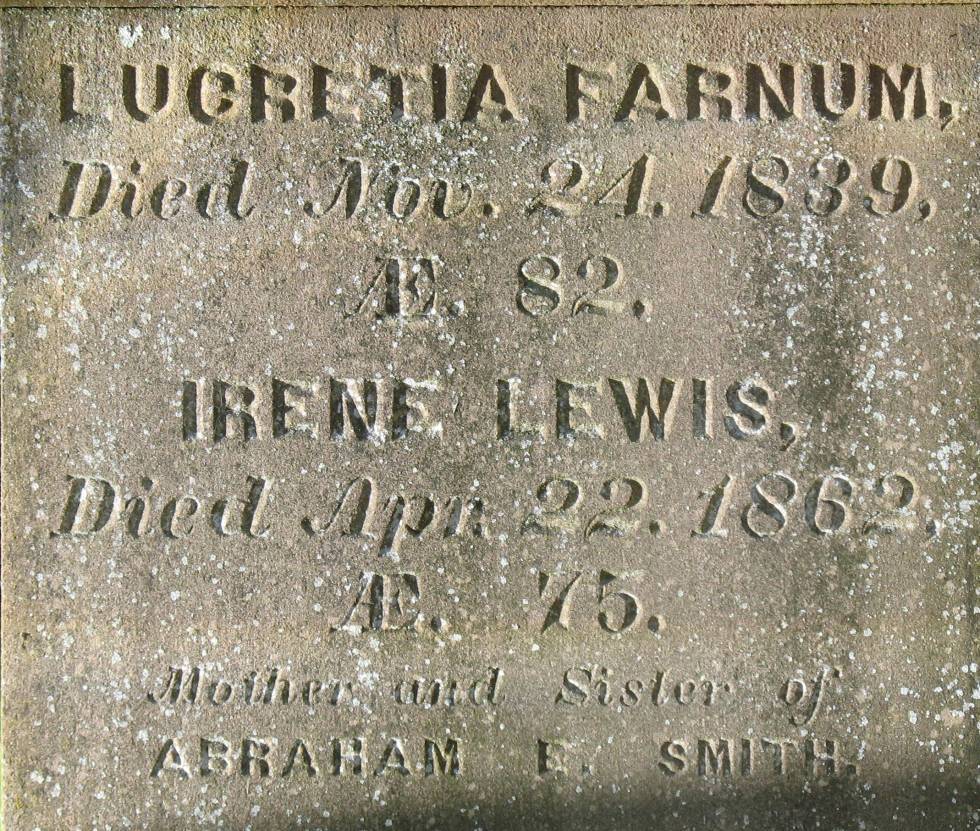 LUCRETIA FARNUM,
Died Nov. 24. 1839,
Æ. 82.
IRENE LEWIS,
Died Apr. 22. 1862,
Æ. 75.
Mother and Sister of
ABRAHAM E. SMITH.